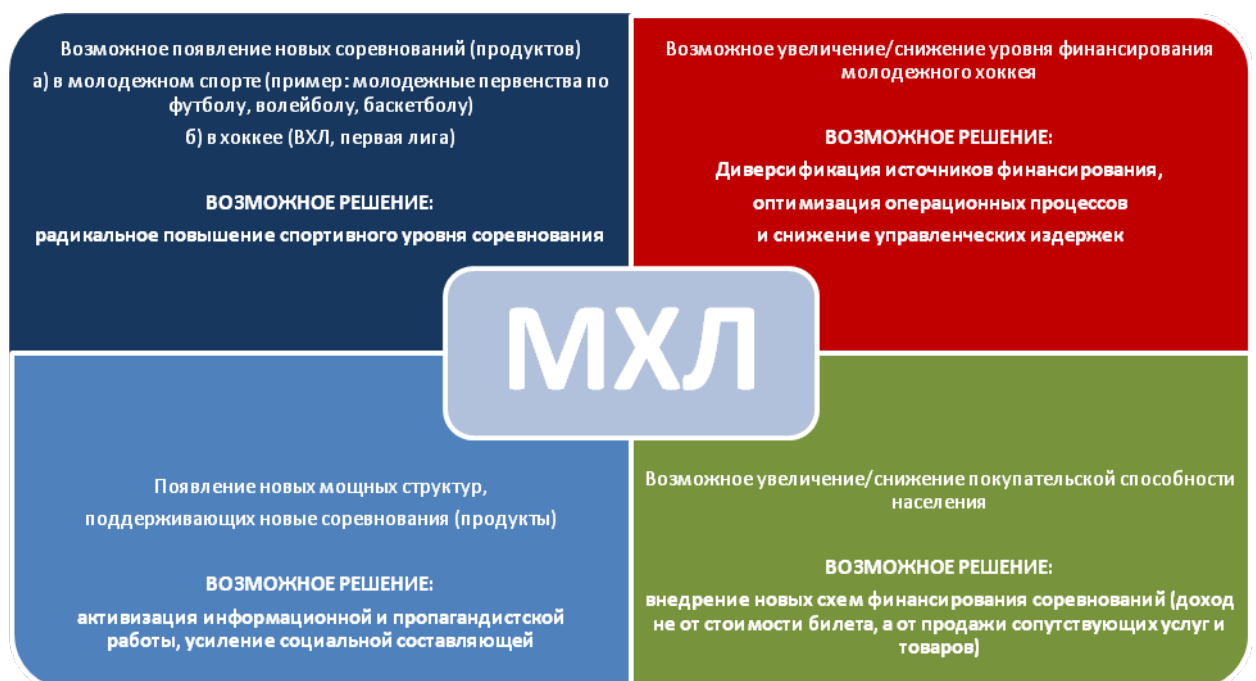 Возможное появление новых соревнований (продуктов)
а) в молодежном спорте (пример: молодежные первенства по
футболу, волейболу, баскетболу)
б) в хоккее (ВХЛ, первая лига)
ВОЗМОЖНОЕ РЕШЕНИЕ:
радикальное повышение спортивного уровня соревнования
Возможное увеличение/снижение уровня финансирования
молодежного хоккея
ВОЗМОЖНОЕ РЕШЕНИЕ:
Диверсификация источников финансирования,
оптимизация операционных процессов
и снижение управленческих издержек
МХЛ
Появление новых мощных структур,
поддерживающих новые соревнования (продукты)
ВОЗМОЖНОЕ РЕШЕНИЕ:
активизация информационной и пропагандистской
работы, усиление социальной составляющей
Возможное увеличение/снижение покупательской способности
населения
ВОЗМОЖНОЕ РЕШЕНИЕ:
внедрение новых схем финансирования соревнований (доход
не от стоимости билета, а от продажи сопутствующих услуг и
товаров)